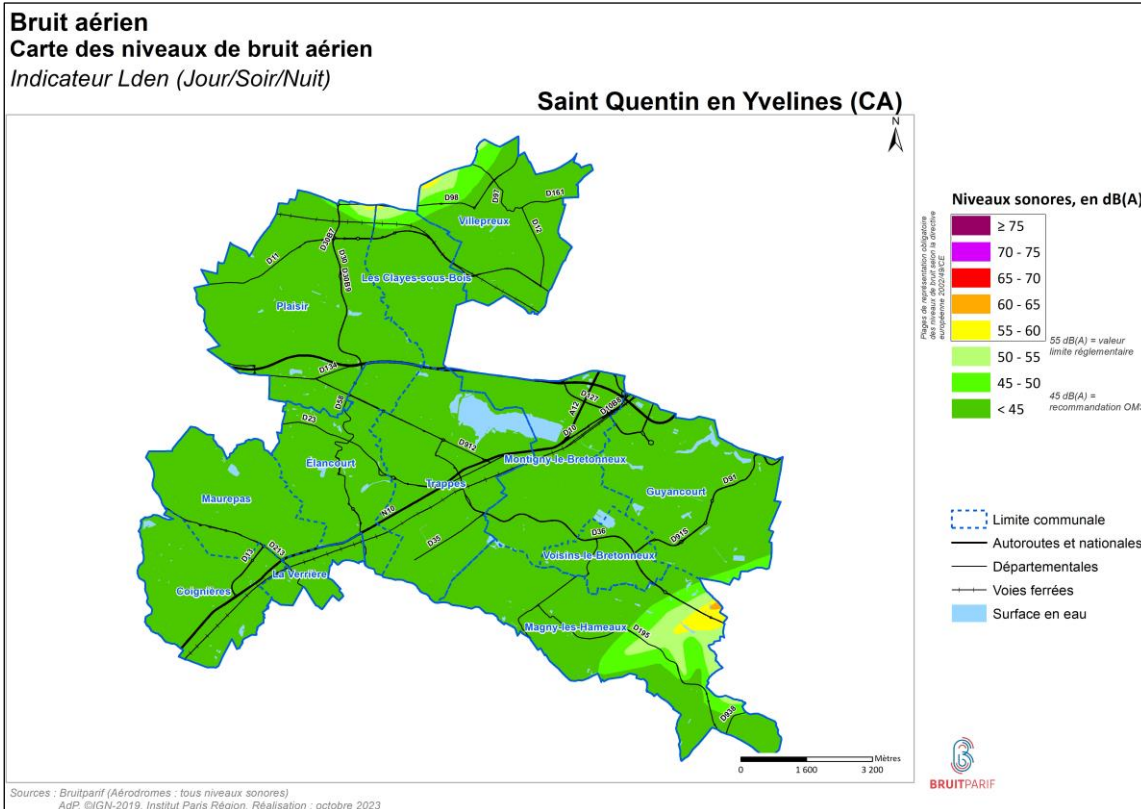 Bruit aérien
Carte des niveaux de bruit aérien
Indicateur Lden (Jour/Soir/Nuit)
Saint Quentin en Yvelines (CA)
N
D98
D97
D161
Villepreux
D12
D30B7
D11
D30
D30B9
Les Clayes-sous-Bois
Plaisir
D134
D58
D127
A12
D10B8
D23
D10
D912
Élancourt
Montigny-le-Bretonneux
Trappes
Maurepas
Guyancourt
D91
N10
D36
D915
D35
D13
D213
Voisins-le-Bretonneux
La Verrière
Coignières
Magny-les-Hameaux
D195
D938
Mètres
0 1 600 3 200
Niveaux sonores, en dB(A)
Plages de représentation obligatoire
des niveaux de bruit selon la directive
européenne 2002/49/CE
≥ 75
70 - 75
65 - 70
60 - 65
55 - 60
55 dB(A) = valeur
limite réglementaire
50 - 55
45 - 50
45 dB(A) =
recommandation OMS
< 45
Limite communale
Autoroutes et nationales
Départementales
Voies ferrées
Surface en eau
BRUITPARIF
Sources : Bruitparif (Aérodromes : tous niveaux sonores)
AdP, ©IGN-2019, Institut Paris Région, Réalisation : octobre 2023